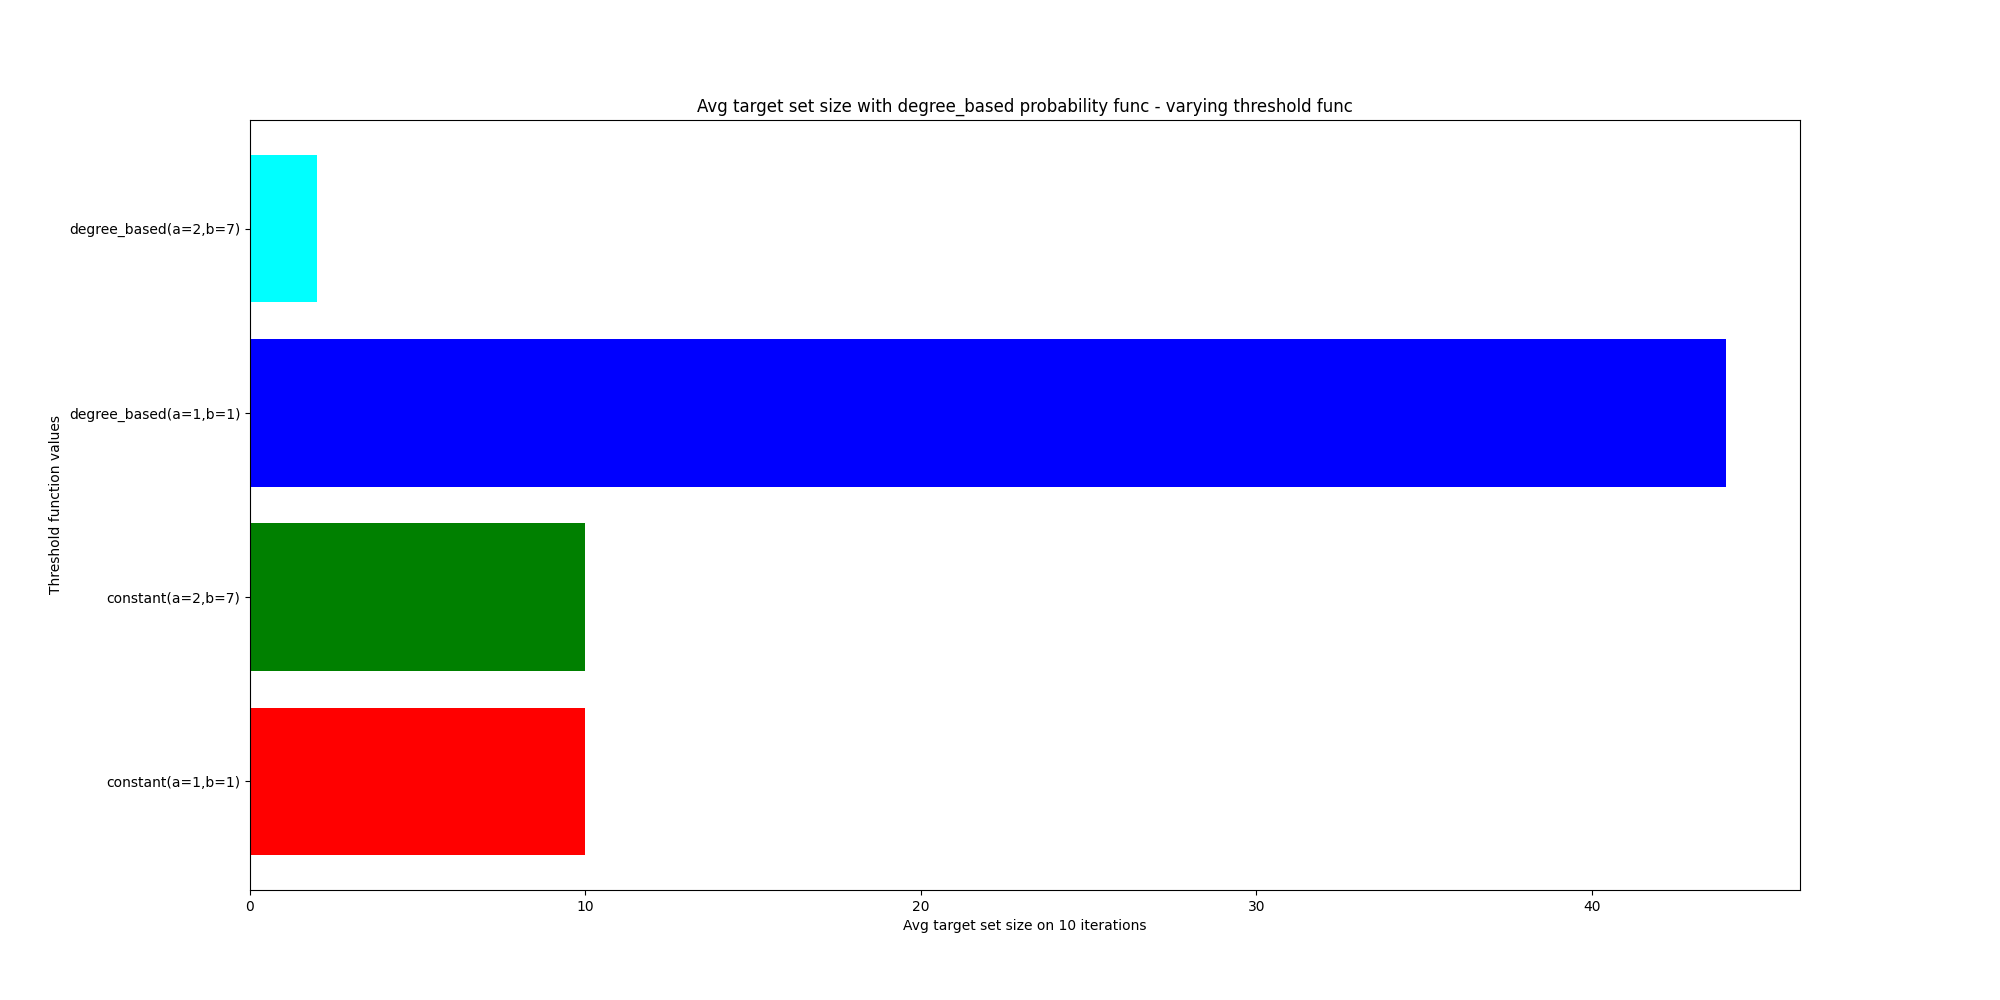 Avg target set size with degree_based probability func - varying threshold func
Threshold function values
degree_based(a=2,b=7)
degree_based(a=1,b=1)
constant(a=2,b=7)
constant(a=1,b=1)
0 10 20 30 40
Avg target set size on 10 iterations